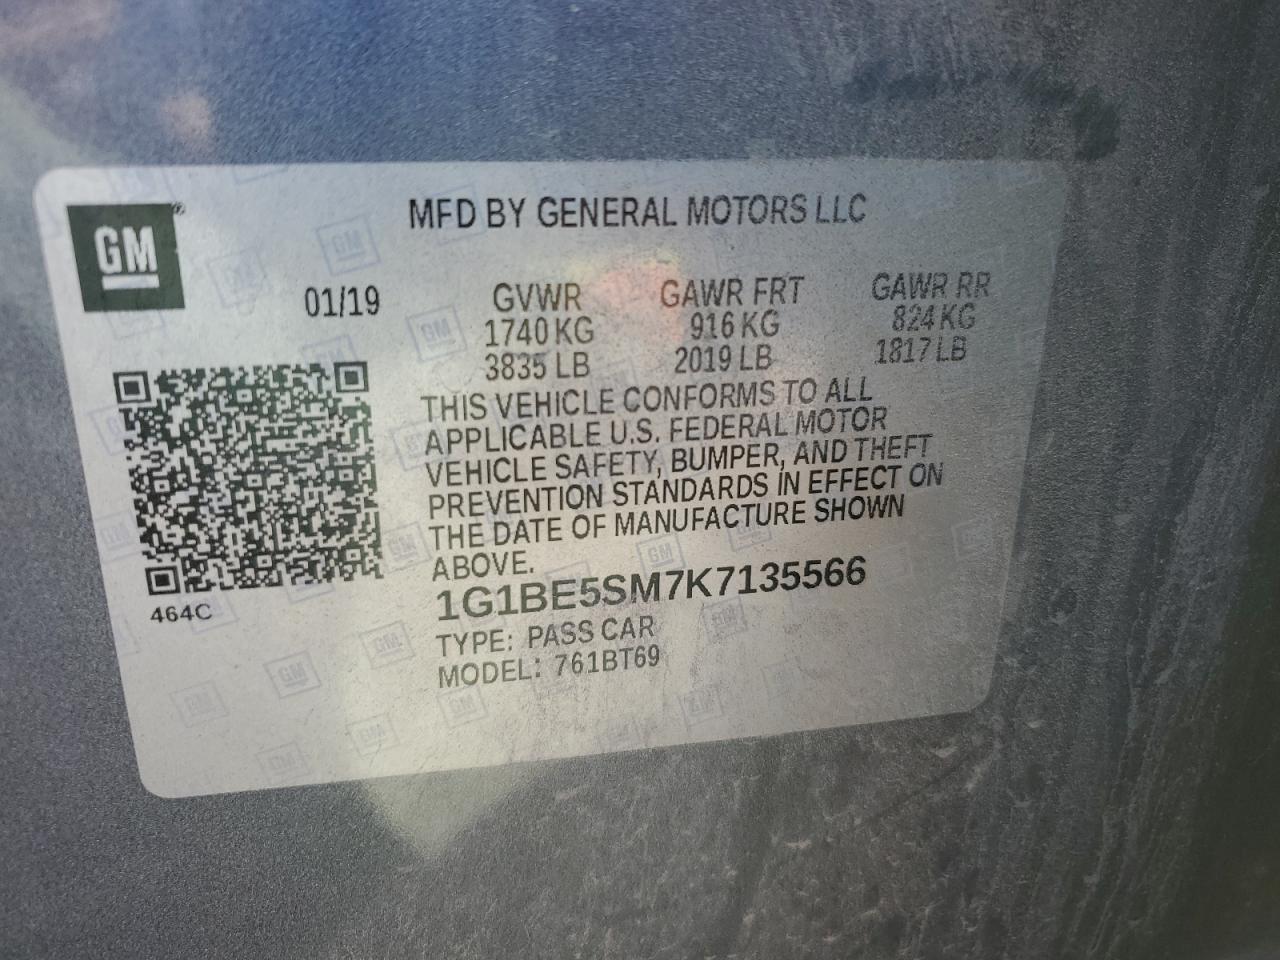 GM
MFD BY GENERAL MOTORS LLC
01/19
GVWR GAWR FRT GAWR RR
1740 KG 916 KG 824 KG
3835 LB 2019 LB 1817 LB
THIS VEHICLE CONFORMS TO ALL
APPLICABLE U.S. FEDERAL MOTOR
VEHICLE SAFETY, BUMPER, AND THEFT
PREVENTION STANDARDS IN EFFECT ON
THE DATE OF MANUFACTURE SHOWN
ABOVE.
1G1BE5SM7K7135566
TYPE: PASS CAR
MODEL: 761BT69
464C